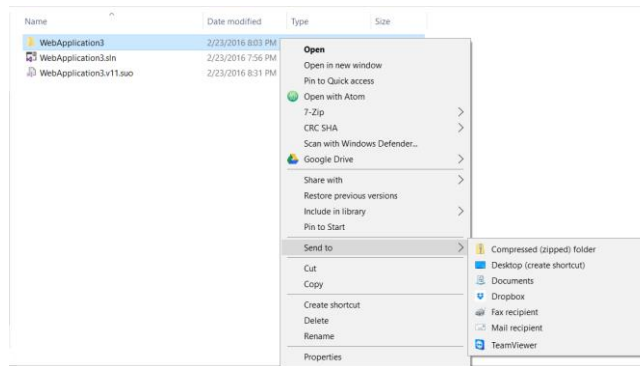 Name Date modified Type Size
WebApplication3 2/23/2016 8:03 PM
WebApplication3.sln 2/23/2016 7:56 PM
WebApplication3.v11.suo 2/23/2016 8:31 PM
Open
Open in new window
Pin to Quick access
Open with Atom
7-Zip
CRC SHA
Scan with Windows Defender...
Google Drive
Share with
Restore previous versions
Include in library
Pin to Start
Send to
Cut
Copy
Create shortcut
Delete
Rename
Properties
Compressed (zipped) folder
Desktop (create shortcut)
Documents
Dropbox
Fax recipient
Mail recipient
TeamViewer